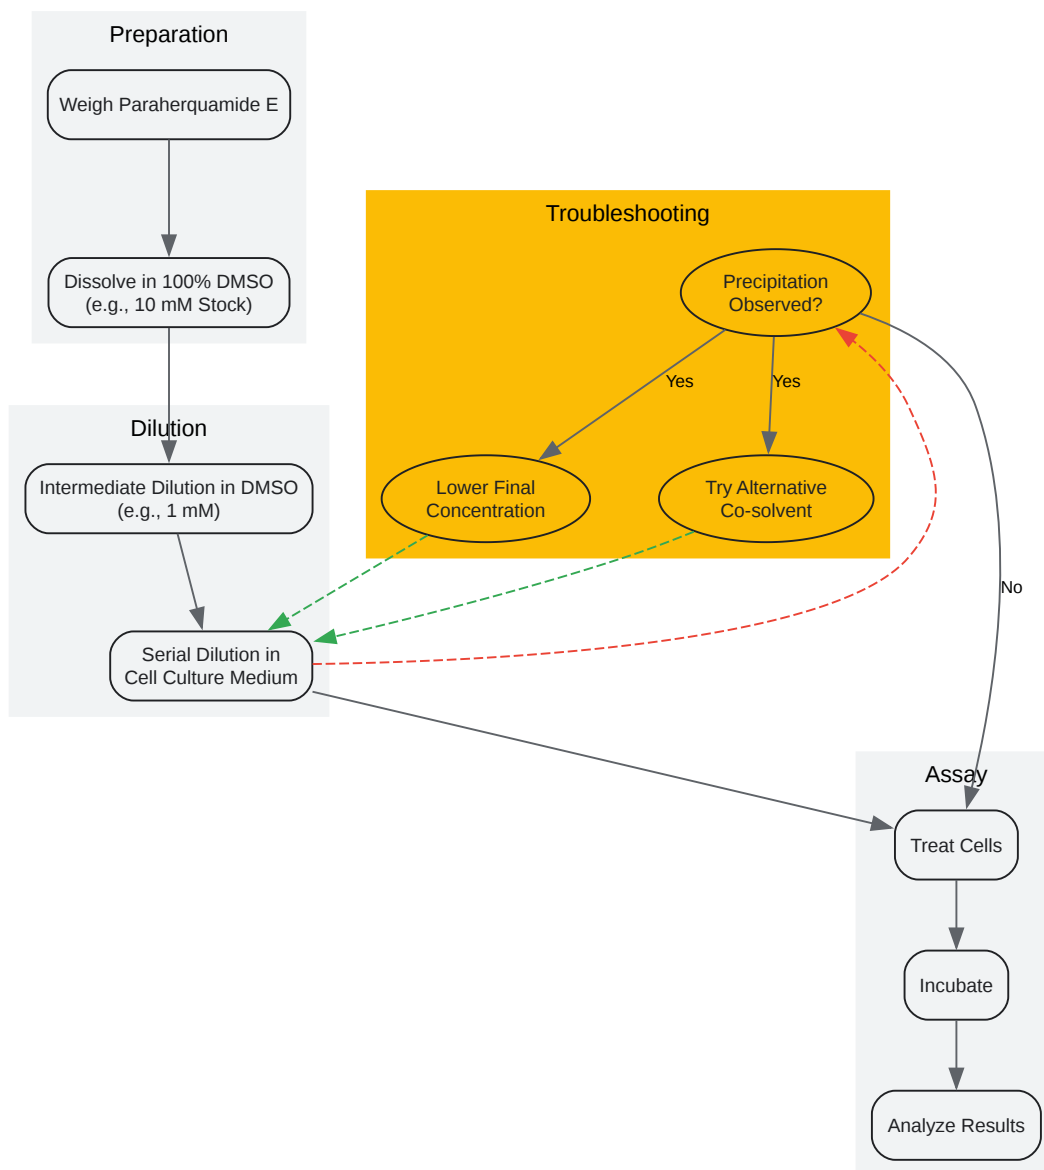 Preparation
Weigh Paraherquamide E
Dissolve in 100% DMSO
(e.g., 10 mM Stock)
Dilution
Intermediate Dilution in DMSO
(e.g., 1 mM)
Serial Dilution in
Cell Culture Medium
Troubleshooting
Precipitation
Observed?
Yes
Yes
Lower Final
Concentration
Try Alternative
Co-solvent
No
Assay
Treat Cells
Incubate
Analyze Results